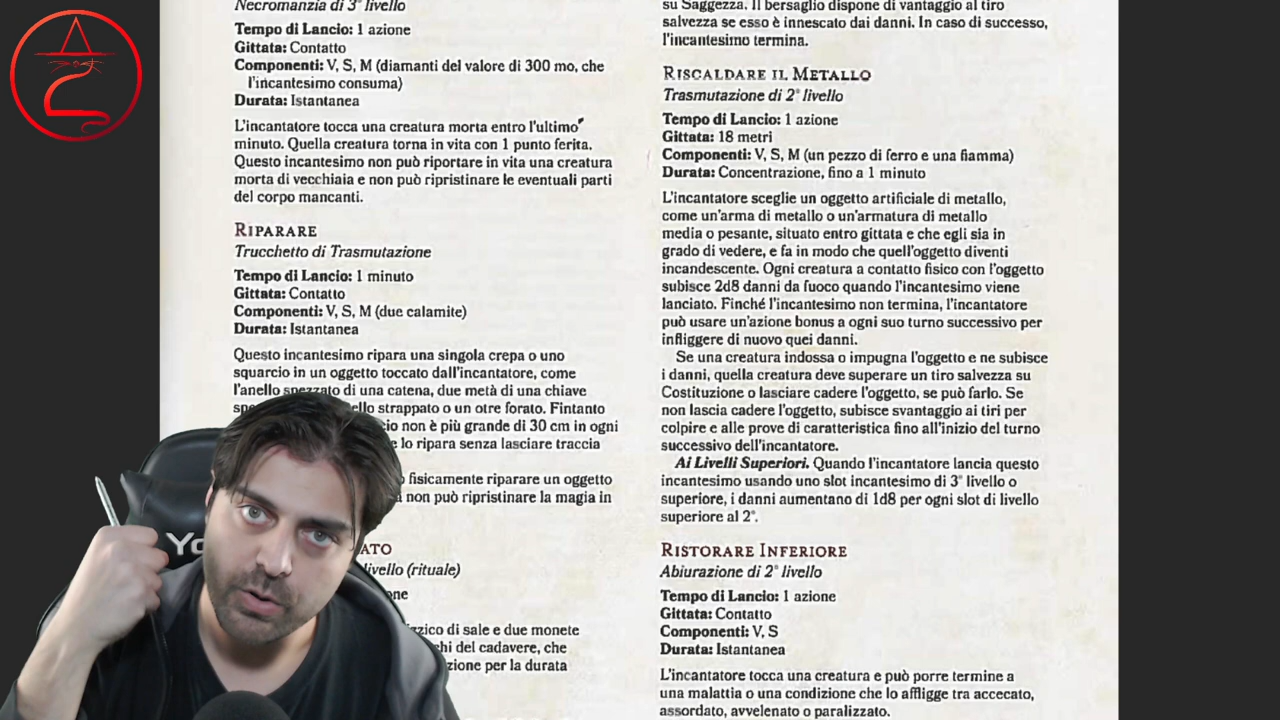 Necromanzia di 3° livello
Tempo di Lancio: 1 azione
Gittata: Contatto
Componenti: V, S, M (diamanti del valore di 300 mo, che
l'incantesimo consuma)
Durata: Istantanea
L'incantatore tocca una creatura morta entro l'ultimo
minuto. Quella creatura torna in vita con 1 punto ferita.
Questo incantesimo non può riportare in vita una creatura
morta di vecchiaia e non può ripristinare le eventuali parti
del corpo mancanti.
RIPARARE
Trucchetto di Trasmutazione
Tempo di Lancio: 1 minuto
Gittata: Contatto
Componenti: V, S, M (due calamite)
Durata: Istantanea
Questo incantesimo ripara una singola crepa o uno
squarcio in un oggetto toccato dall'incantatore, come
l'anello spezzato di una catena, due metà di una chiave
strappato o un otre forato. Fintanto
non è più grande di 30 cm in ogni
lo ripara senza lasciare traccia
fisicamente riparare un oggetto
non può ripristinare la magia in
ATO
livello (rituale)
di sale e due monete
del cadavere, che
per la durata
su Saggezza. Il bersaglio dispone di vantaggio al tiro
salvezza se esso è innescato dai danni. In caso di successo,
l'incantesimo termina.
RISCALDARE IL METALLO
Trasmutazione di 2° livello
Tempo di Lancio: 1 azione
Gittata: 18 metri
Componenti: V, S, M (un pezzo di ferro e una fiamma)
Durata: Concentrazione, fino a 1 minuto
L'incantatore sceglie un oggetto artificiale di metallo,
come un'arma di metallo o un'armatura di metallo
media o pesante, situato entro gittata e che egli sia in
grado di vedere, e fa in modo che quell'oggetto diventi
incandescente. Ogni creatura a contatto fisico con l'oggetto
subisce 2d8 danni da fuoco quando l'incantesimo viene
lanciato. Finché l'incantesimo non termina, l'incantatore
può usare un'azione bonus a ogni suo turno successivo per
infliggere di nuovo quei danni.
Se una creatura indossa o impugna l'oggetto e ne subisce
i danni, quella creatura deve superare un tiro salvezza su
Costituzione o lasciare cadere l'oggetto, se può farlo. Se
non lascia cadere l'oggetto, subisce svantaggio ai tiri per
colpire e alle prove di caratteristica fino all'inizio del turno
successivo dell'incantatore.
Ai Livelli Superiori. Quando l'incantatore lancia questo
incantesimo usando uno slot incantesimo di 3° livello o
superiore, i danni aumentano di 1d8 per ogni slot di livello
superiore al 2°.
RISTORARE INFERIORE
Abiurazione di 2° livello
Tempo di Lancio: 1 azione
Gittata: Contatto
Componenti: V, S
Durata: Istantanea
L'incantatore tocca una creatura e può porre termine a
una malattia o una condizione che lo affligge tra accecato,
assordato, avvelenato o paralizzato.